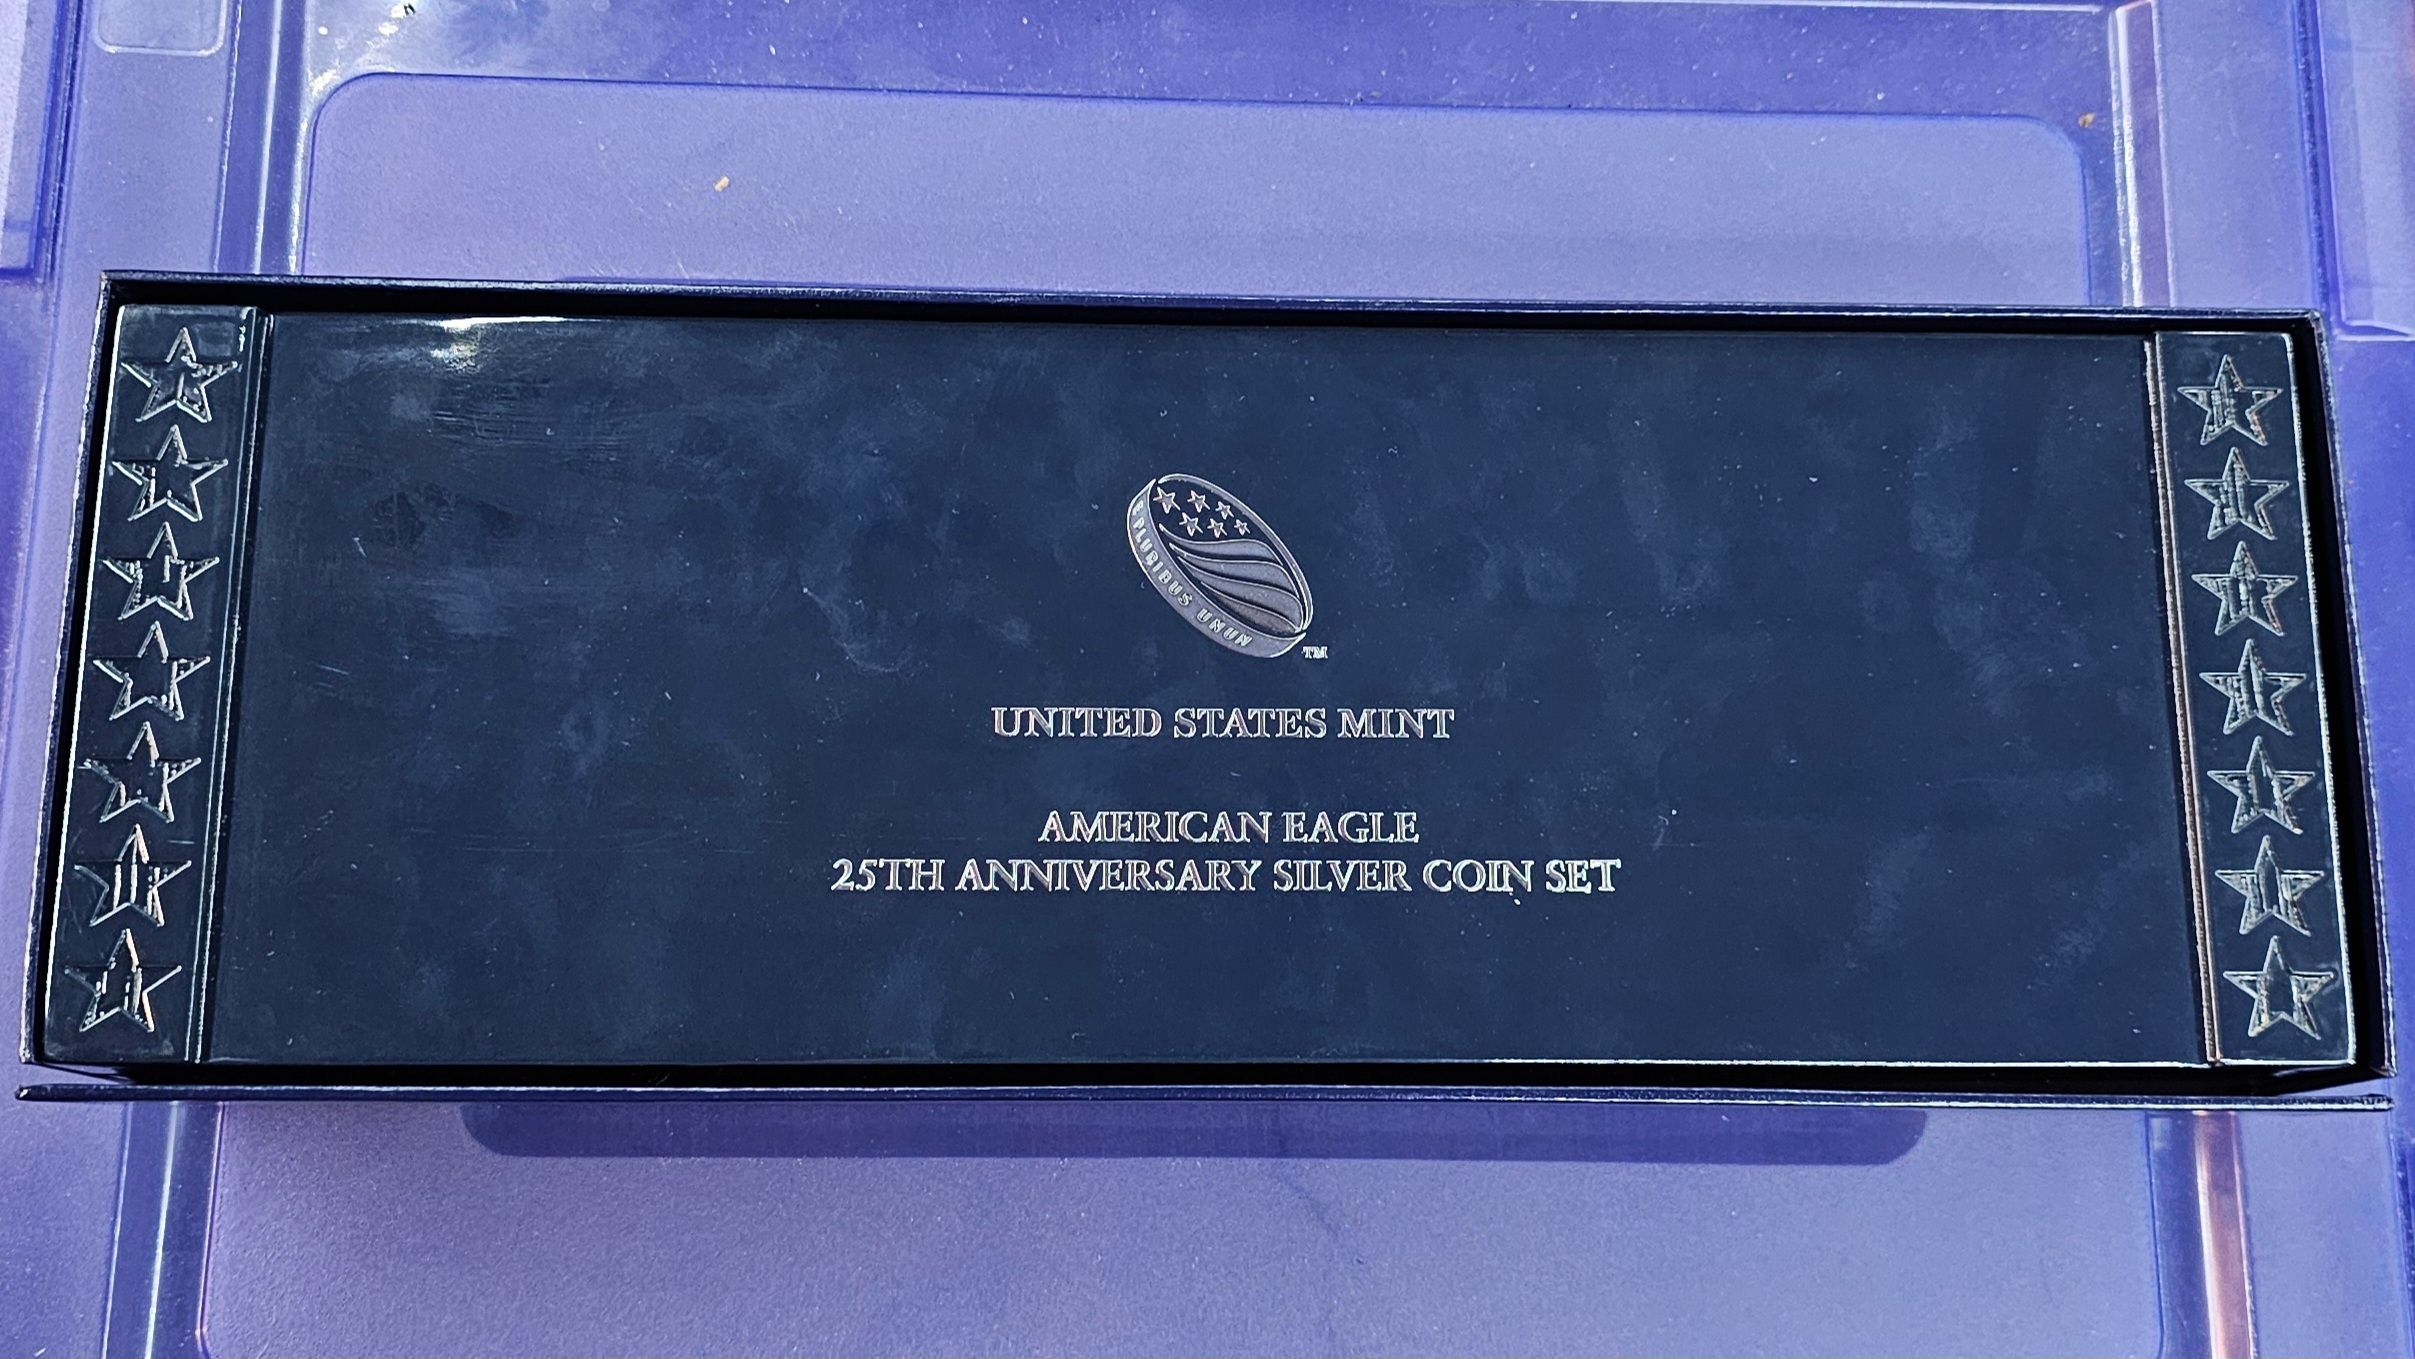 E PLURIBUS UNUM
TM
UNITED STATES MINT
AMERICAN EAGLE
25TH ANNIVERSARY SILVER COIN SET